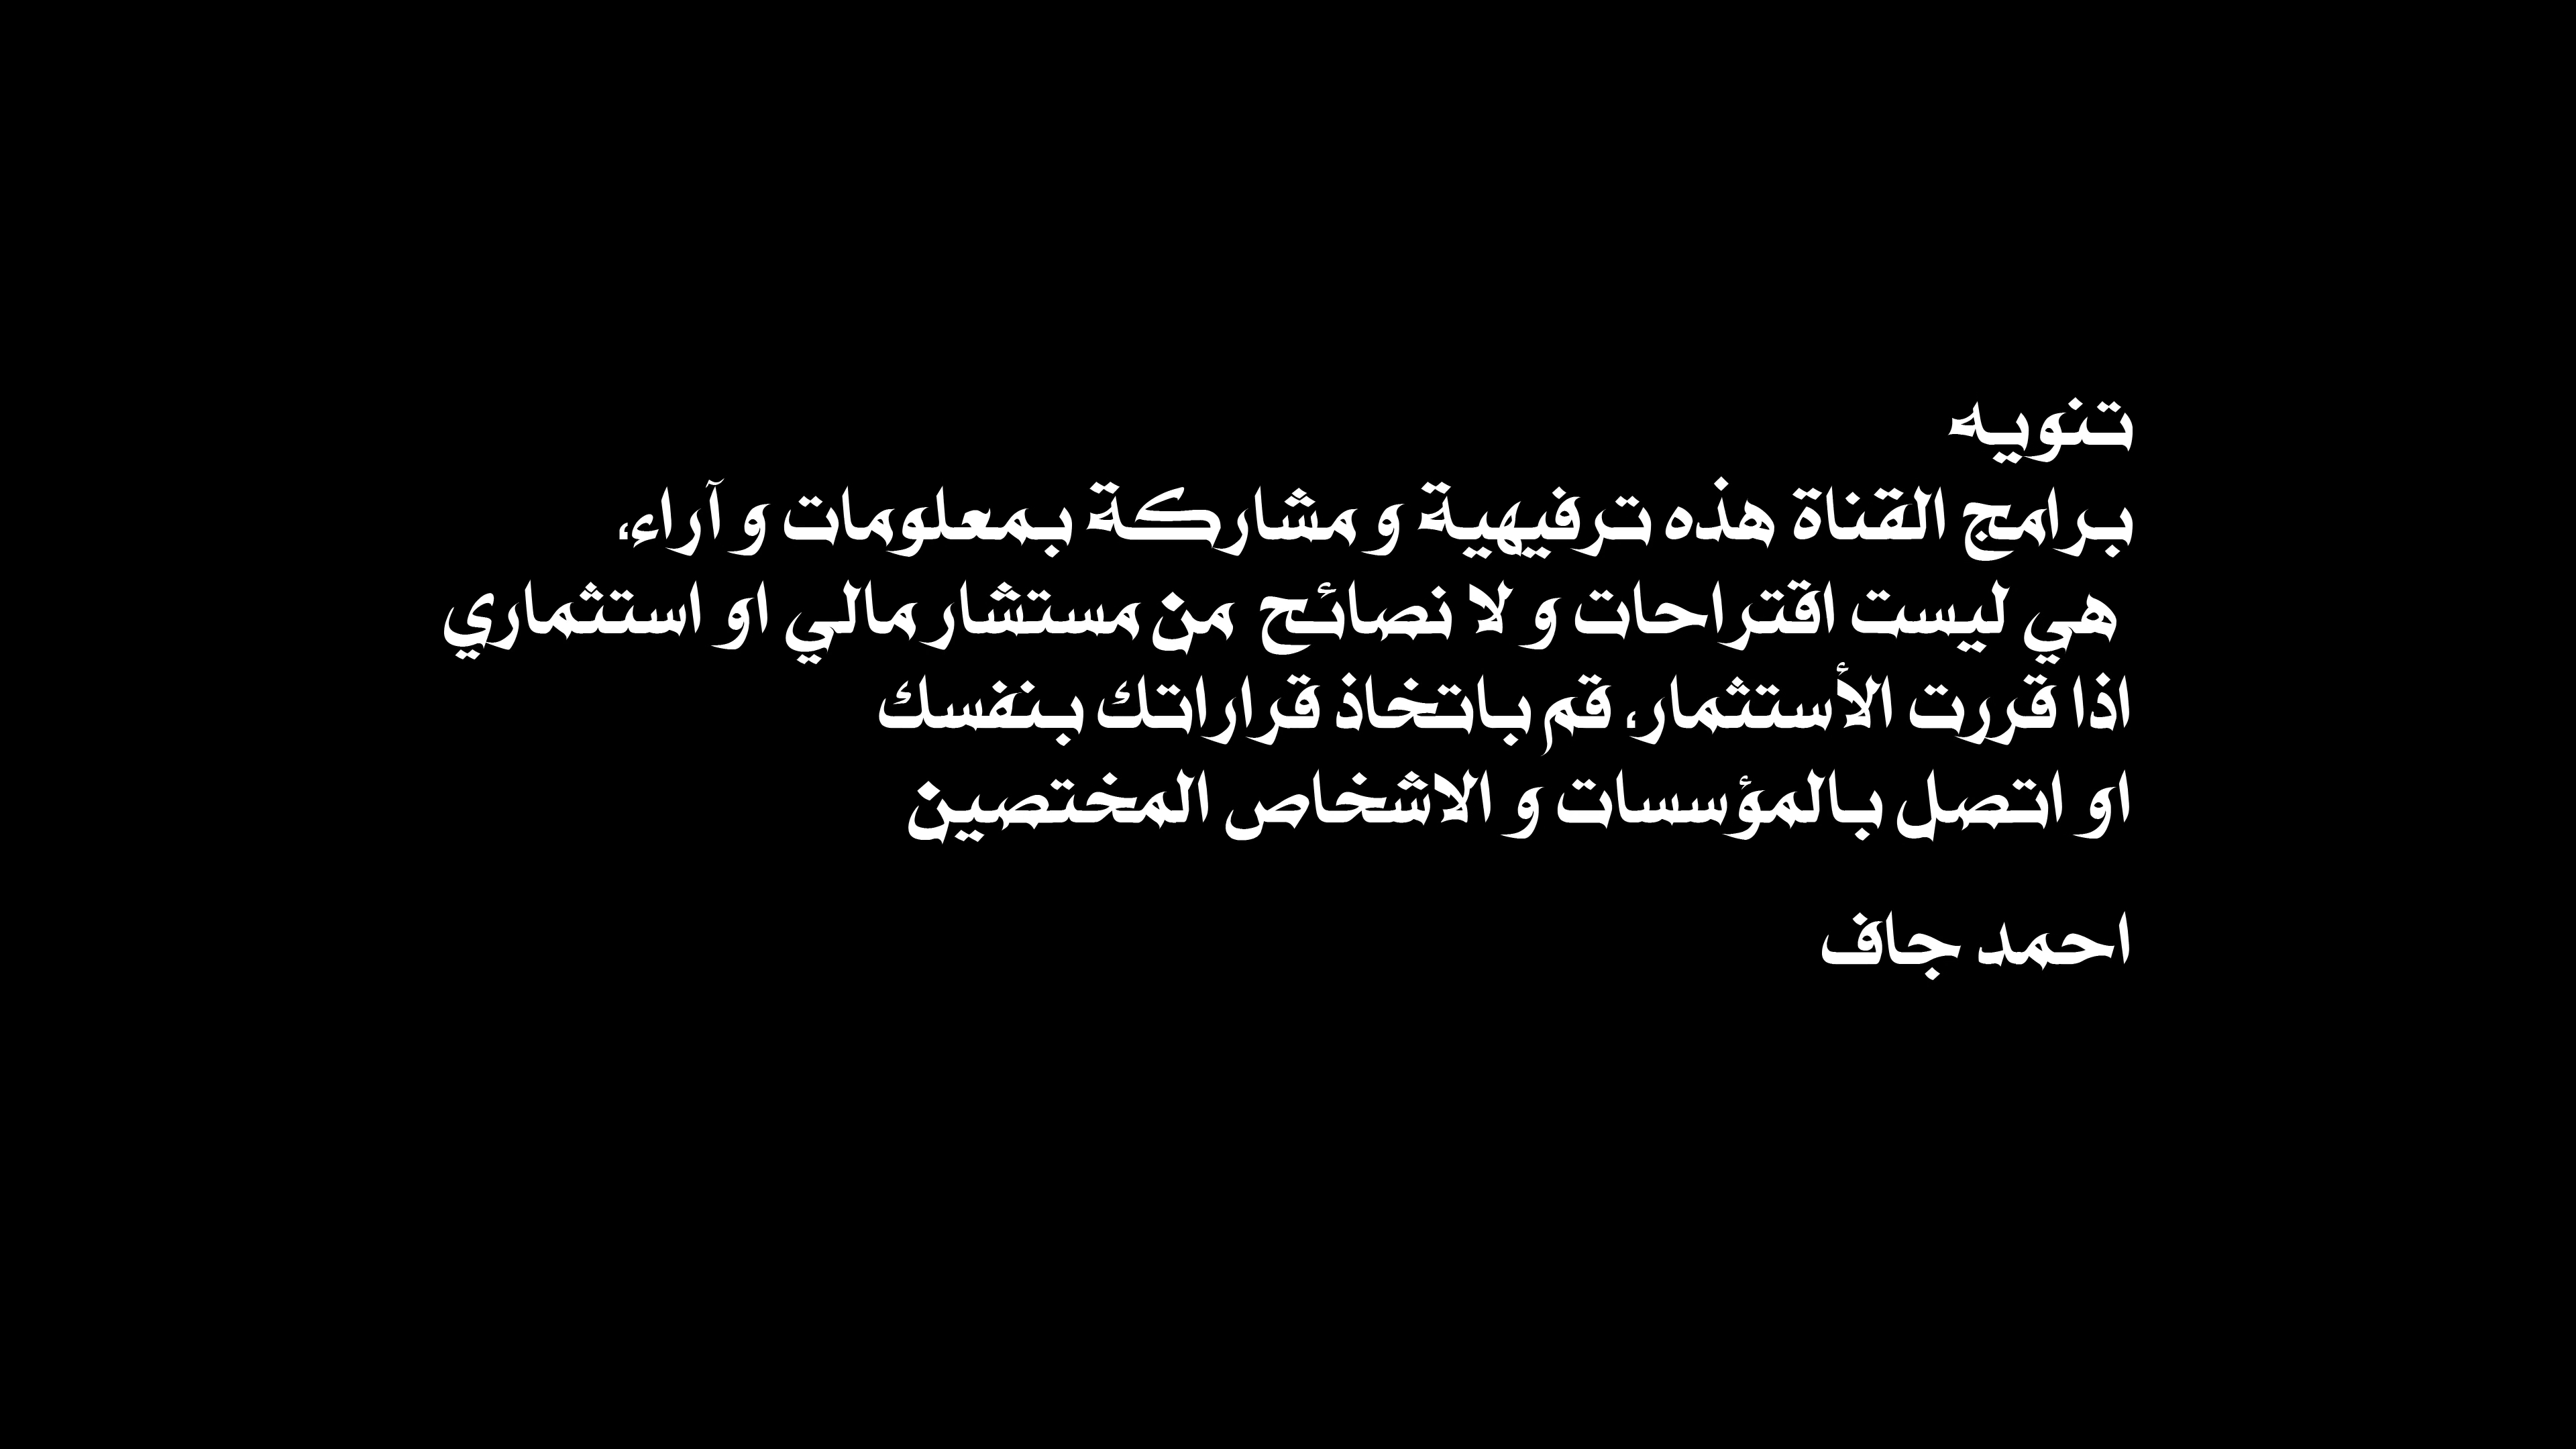 تنويه
برامج القناة هذه ترفيهية و مشاركة بمعلومات و آراء،
هي ليست اقتراحات و لا نصائح من مستشار مالي او استثماري
اذا قررت الأستثمار، قم باتخاذ قراراتك بنفسك
او اتصل بالمؤسسات و الاشخاص المختصين
احمد جاف